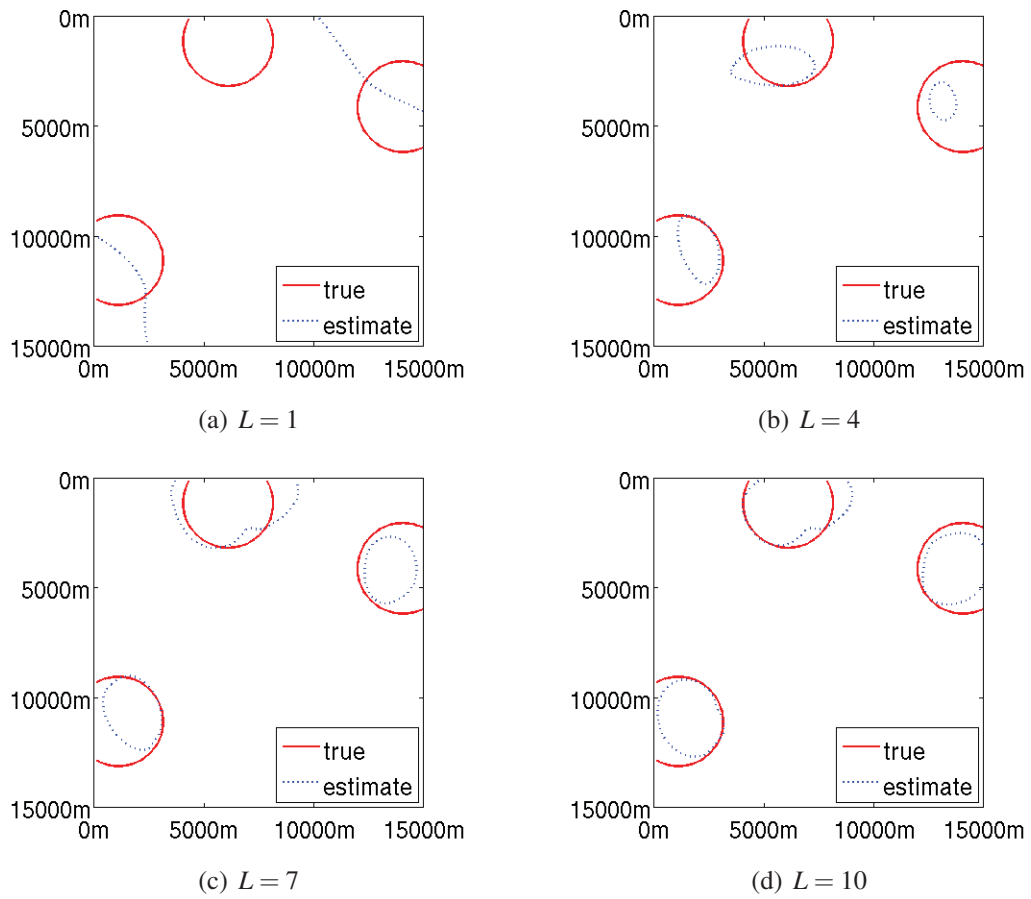 0m
5000m
10000m
15000m
0m 5000m 10000m 15000m
true
estimate
(a) L = 1
0m
5000m
10000m
15000m
0m 5000m 10000m 15000m
true
estimate
(b) L = 4
0m
5000m
10000m
15000m
0m 5000m 10000m 15000m
true
estimate
(c) L = 7
0m
5000m
10000m
15000m
0m 5000m 10000m 15000m
true
estimate
(d) L = 10